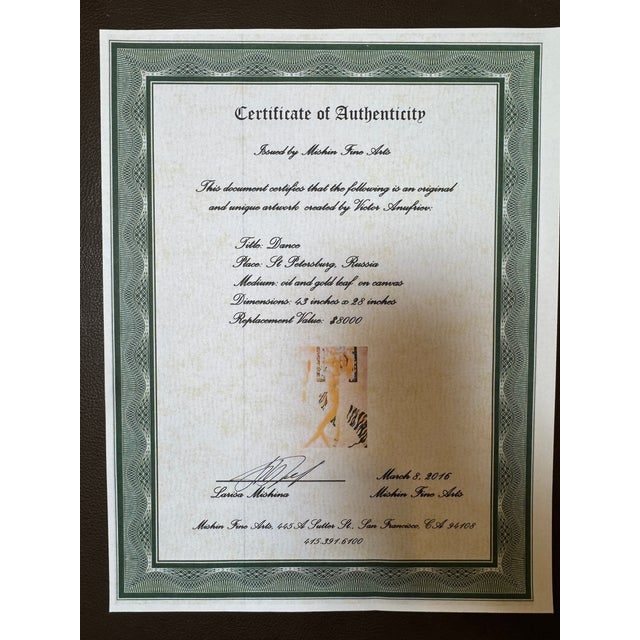 Certificate of Authenticity
Issued by Mishin Fine Arts
This document certifies that the following is an original
and unique artwork created by Victor Anufriev:
Title: Dance
Place: St Petersburg, Russia
Medium: oil and gold leaf on canvas
Dimensions: 43 inches x 28 inches
Replacement Value: $8000
Larisa Mishina
March 8, 2016
Mishin Fine Arts
Mishin Fine Arts, 445 A Sutter St., San Francisco, CA 94108
415.391.6100